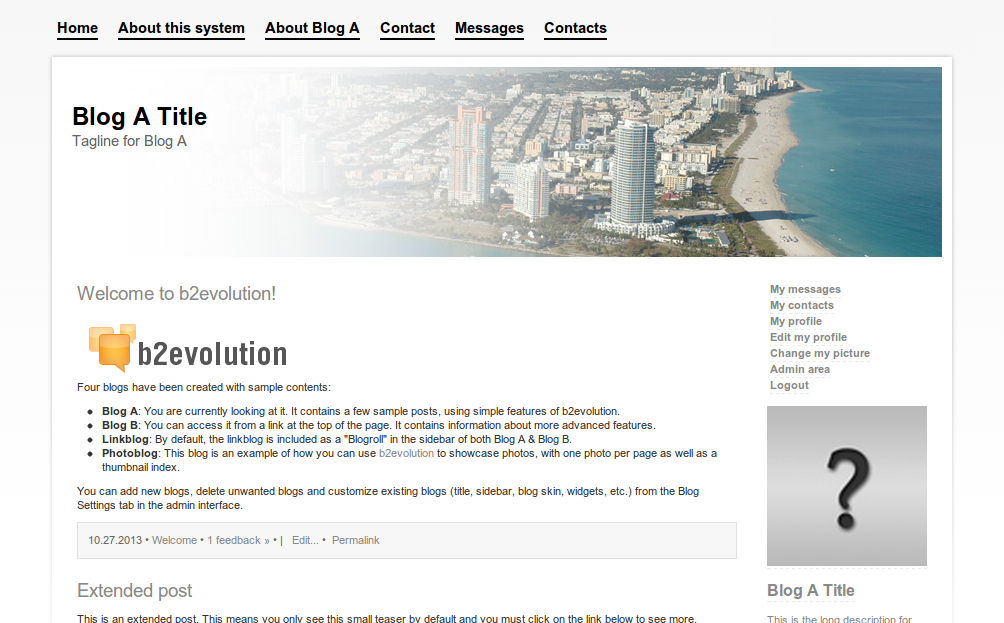 Home About this system About Blog A Contact Messages Contacts
Blog A Title
Tagline for Blog A
Welcome to b2evolution!
b2evolution
Four blogs have been created with sample contents:
Blog A: You are currently looking at it. It contains a few sample posts, using simple features of b2evolution.
Blog B: You can access it from a link at the top of the page. It contains information about more advanced features.
Linkblog: By default, the linkblog is included as a "Blogroll" in the sidebar of both Blog A & Blog B.
Photoblog: This blog is an example of how you can use b2evolution to showcase photos, with one photo per page as well as a
thumbnail index.
You can add new blogs, delete unwanted blogs and customize existing blogs (title, sidebar, blog skin, widgets, etc.) from the Blog
Settings tab in the admin interface.
10.27.2013 • Welcome • 1 feedback » • | Edit... • Permalink
Extended post
This is an extended post. This means you only see this small teaser by default and you must click on the link below to see more.
My messages
My contacts
My profile
Edit my profile
Change my picture
Admin area
Logout
?
Blog A Title
This is the long description for